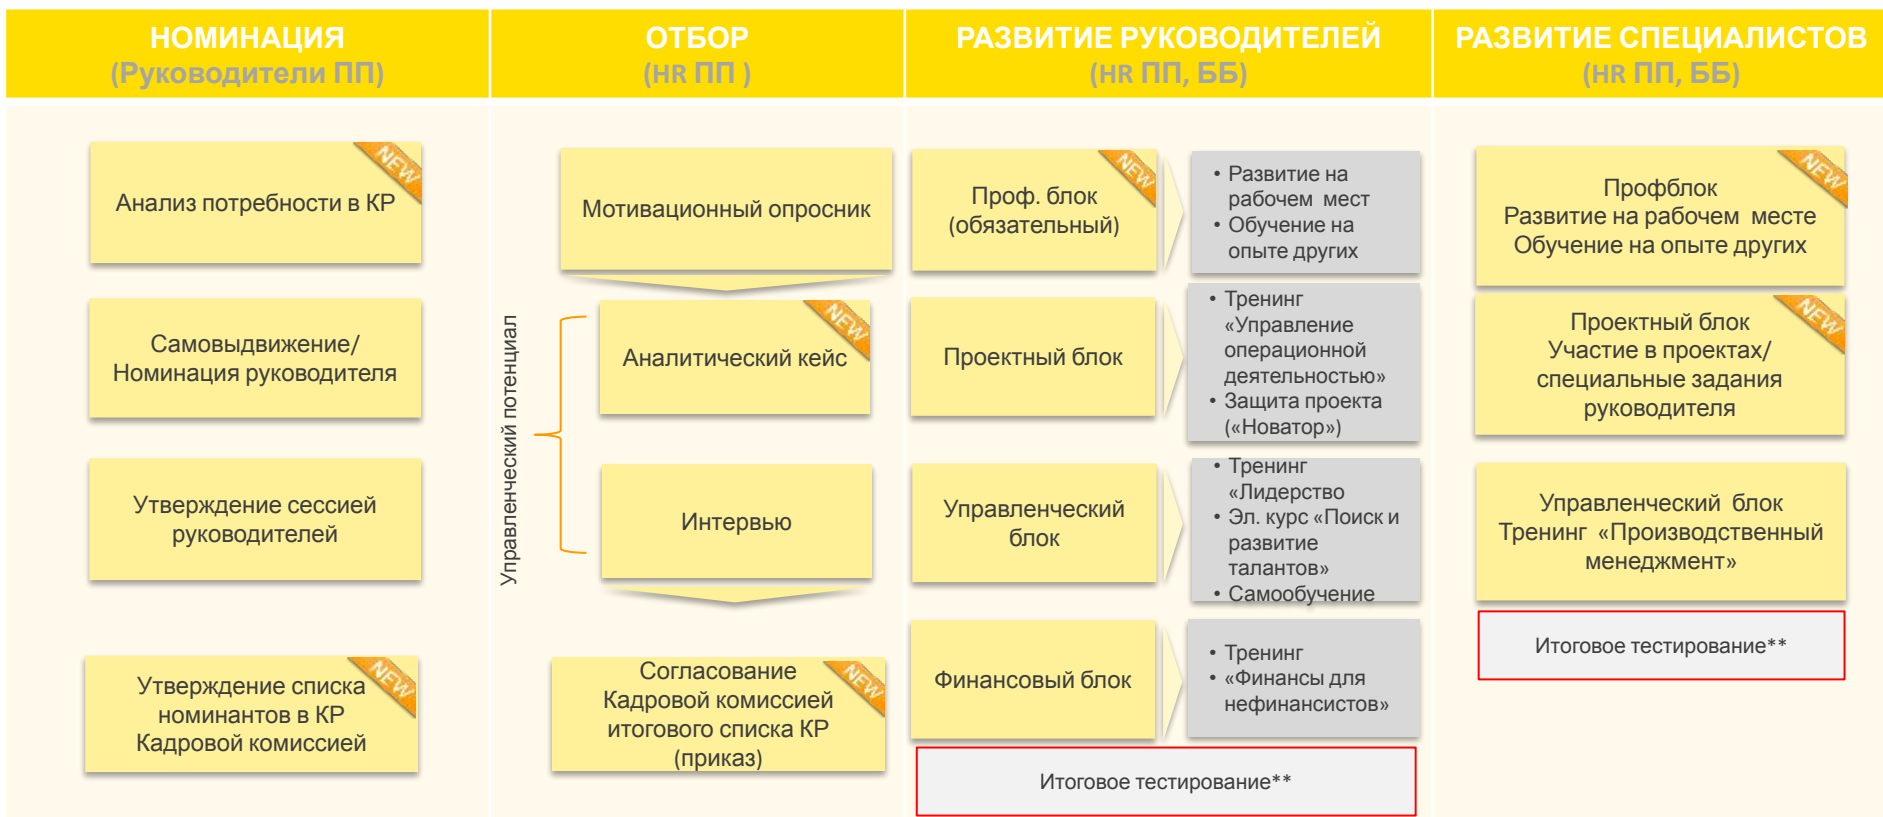 НОМИНАЦИЯ
(Руководители ПП)
ОТБОР
(HR ПП )
РАЗВИТИЕ РУКОВОДИТЕЛЕЙ
(HR ПП, ББ)
РАЗВИТИЕ СПЕЦИАЛИСТОВ
(HR ПП, ББ)
NEW
Анализ потребности в КР
Самовыдвижение/
Номинация руководителя
Утверждение сессией
руководителей
NEW
Утверждение списка
номинантов в КР
Кадровой комиссией
Мотивационный опросник
Управленческий потенциал
NEW
Аналитический кейс
Интервью
NEW
Согласование
Кадровой комиссией
итогового списка КР
(приказ)
NEW
Проф. блок
(обязательный)
• Развитие на
рабочем мест
• Обучение на
опыте других
Проектный блок
• Тренинг
«Управление
операционной
деятельностью»
• Защита проекта
(«Новатор»)
Управленческий
блок
• Тренинг
«Лидерство
• Эл. курс «Поиск и
развитие
талантов»
• Самообучение
Финансовый блок
• Тренинг
• «Финансы для
нефинансистов»
Итоговое тестирование**
NEW
Профблок
Развитие на рабочем месте
Обучение на опыте других
NEW
Проектный блок
Участие в проектах/
специальные задания
руководителя
Управленческий блок
Тренинг «Производственный
менеджмент»
Итоговое тестирование**